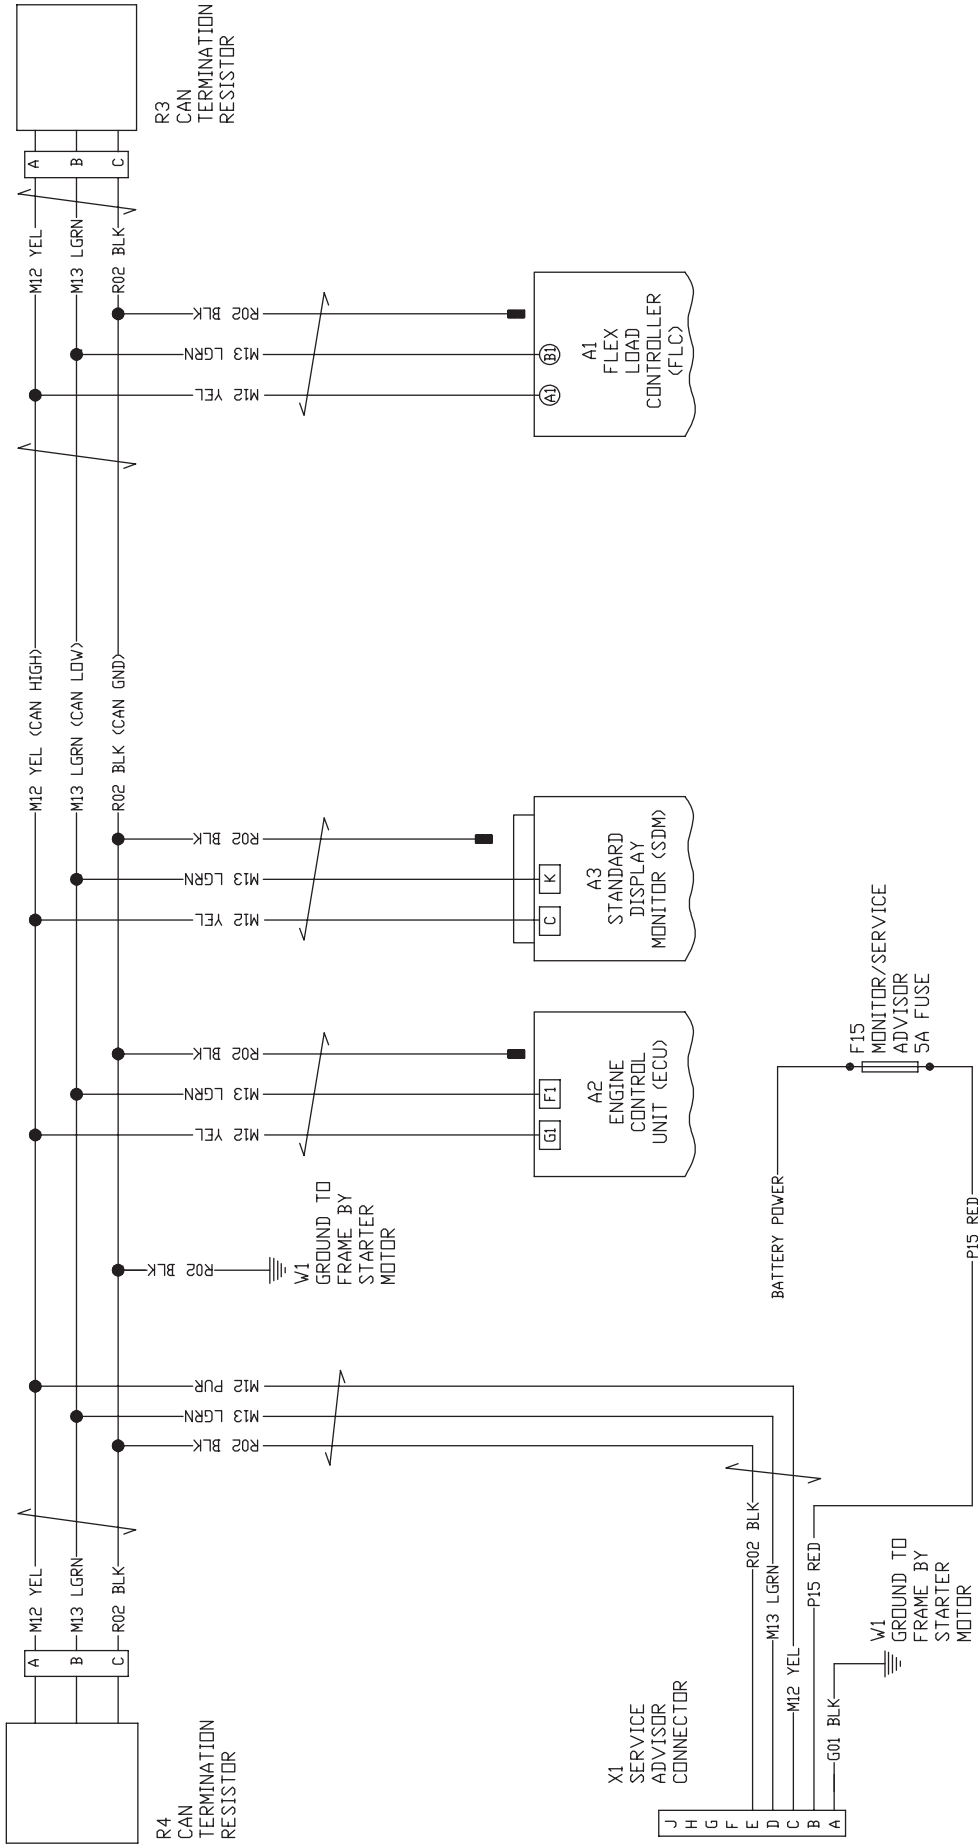 R4
CAN
TERMINATION
RESISTOR
A
B
C
M12 YEL
M13 LGRN
R02 BLK
R02 BLK
M13 LGRN
M12 PUR
R02 BLK
W1
GROUND TO
FRAME BY
STARTER
MOTOR
M12 YEL
M13 LGRN
R02 BLK
G1
F1
A2
ENGINE
CONTROL
UNIT (ECU)
M12 YEL
M13 LGRN
R02 BLK
C
K
A3
STANDARD
DISPLAY
MONITOR (SDM)
M12 YEL (CAN HIGH)
M13 LGRN (CAN LOW)
R02 BLK (CAN GND)
M12 YEL
M13 LGRN
R02 BLK
A1
B1
A1
FLEX
LOAD
CONTROLLER
(FLC)
M12 YEL
M13 LGRN
R02 BLK
A
B
C
R3
CAN
TERMINATION
RESISTOR
X1
SERVICE
ADVISOR
CONNECTOR
J
H
G
F
E
D
C
B
A
R02 BLK
M13 LGRN
M12 YEL
P15 RED
G01 BLK
W1
GROUND TO
FRAME BY
STARTER
MOTOR
BATTERY POWER
F15
MONITOR/SERVICE
ADVISOR
5A FUSE
P15 RED